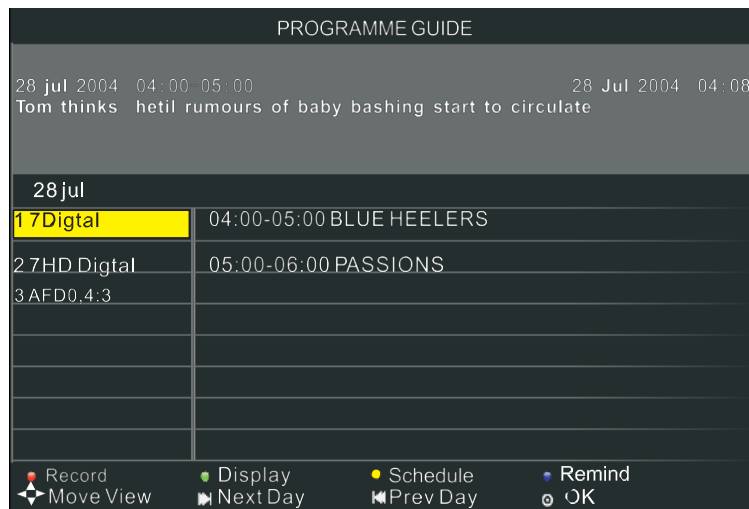 PROGRAMME GUIDE
28 jul 2004 04:00-05:00 28 Jul 2004 04:08
Tom thinks hetil rumours of baby bashing start to circulate
28 jul
1 7Digtal 04:00-05:00 BLUE HEELERS
2 7HD Digtal 05:00-06:00 PASSIONS
3 AFD0,4:3
Record Display Schedule Remind
Move View Next Day Prev Day OK